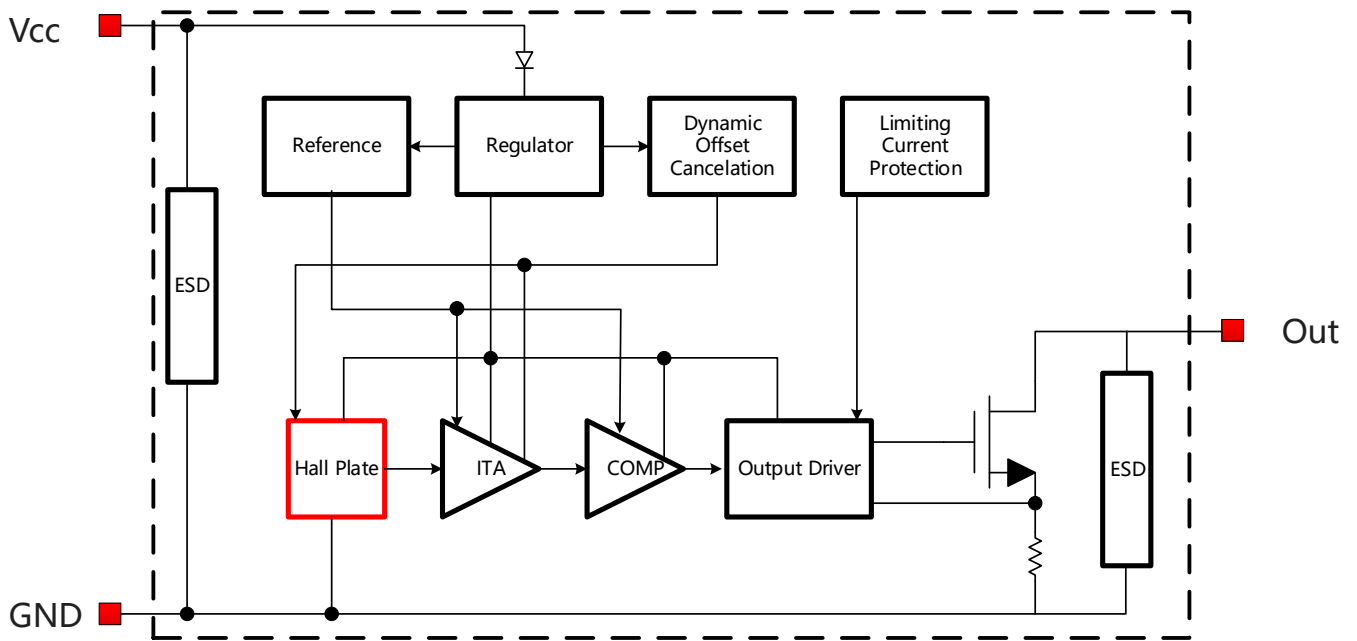 Vcc
Reference
Regulator
Dynamic
Offset
Cancelation
Limiting
Current
Protection
ESD
Out
Hall Plate
ITA
COMP
Output Driver
ESD
GND